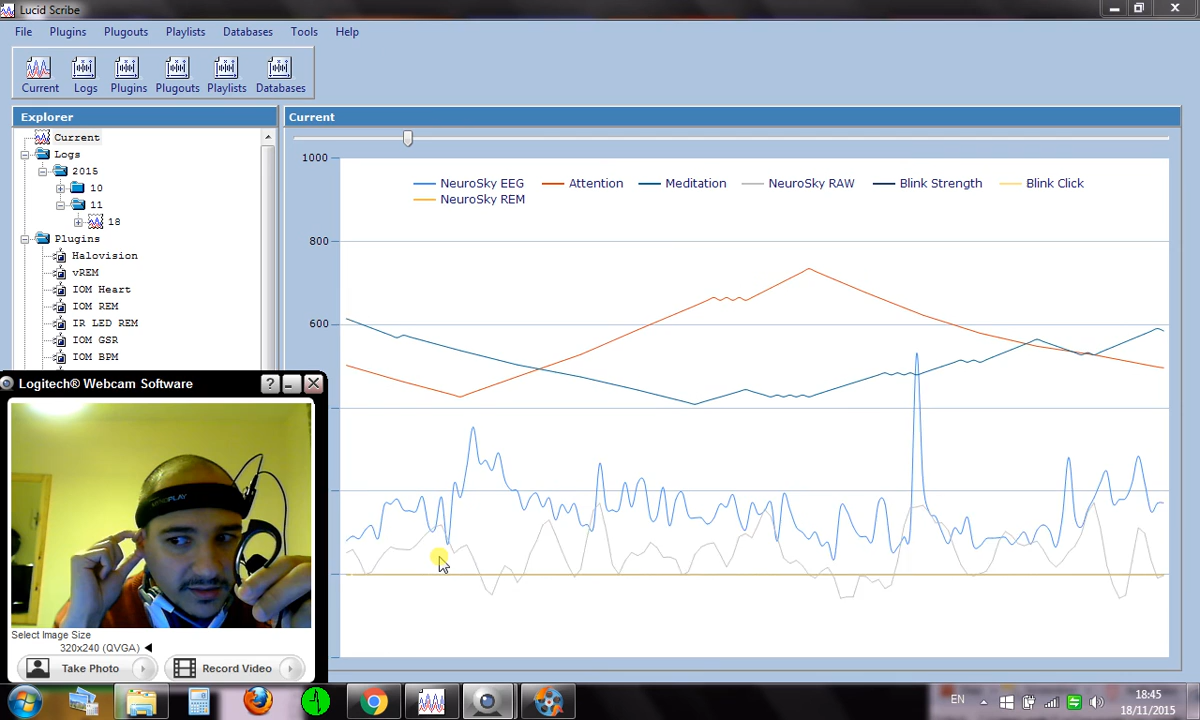 Lucid Scribe
File Plugins Plugouts Playlists Databases Tools Help
Current Logs Plugins Plugouts Playlists Databases
Explorer
Current
Logs
2015
10
11
18
Plugins
Halovision
vREM
IOM Heart
IOM REM
IR LED REM
IOM GSR
IOM BPM
Current
1000
800
600
NeuroSky EEG Attention Meditation NeuroSky RAW Blink Strength Blink Click
NeuroSky REM
Logitech® Webcam Software
Select Image Size
320x240 (QVGA)
Take Photo Record Video
EN
18:45
18/11/2015